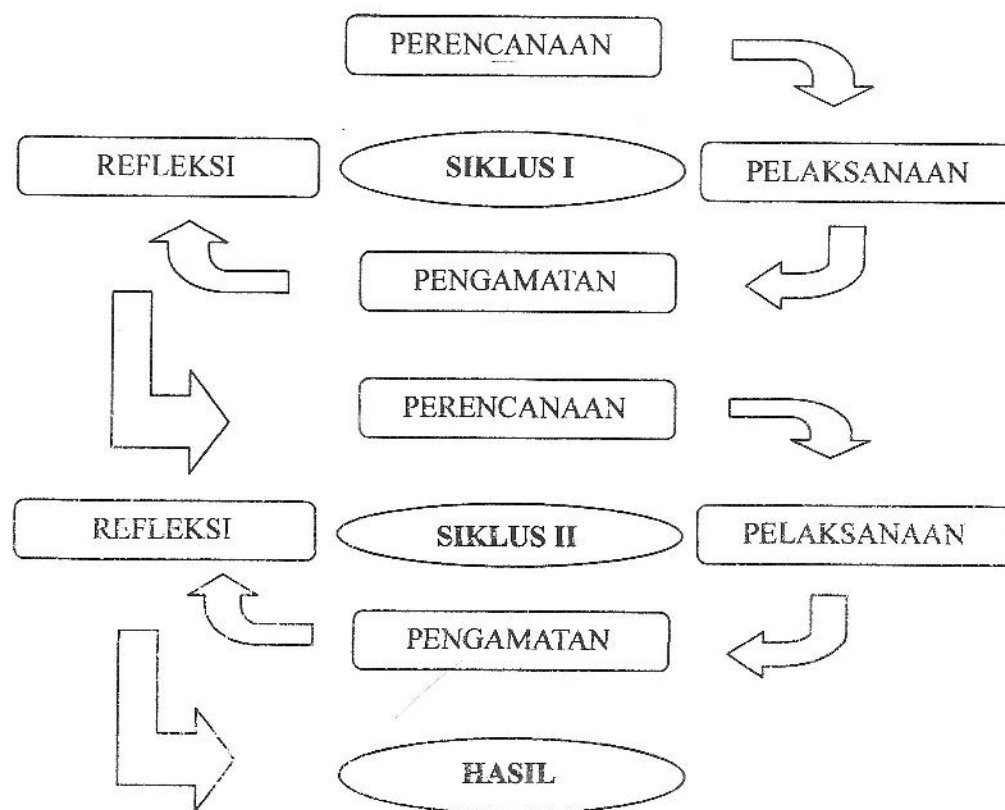 PERENCANAAN
REFLEKSI
SIKLUS I
PELAKSANAAN
PENGAMATAN
PERENCANAAN
REFLEKSI
SIKLUS II
PELAKSANAAN
PENGAMATAN
HASIL